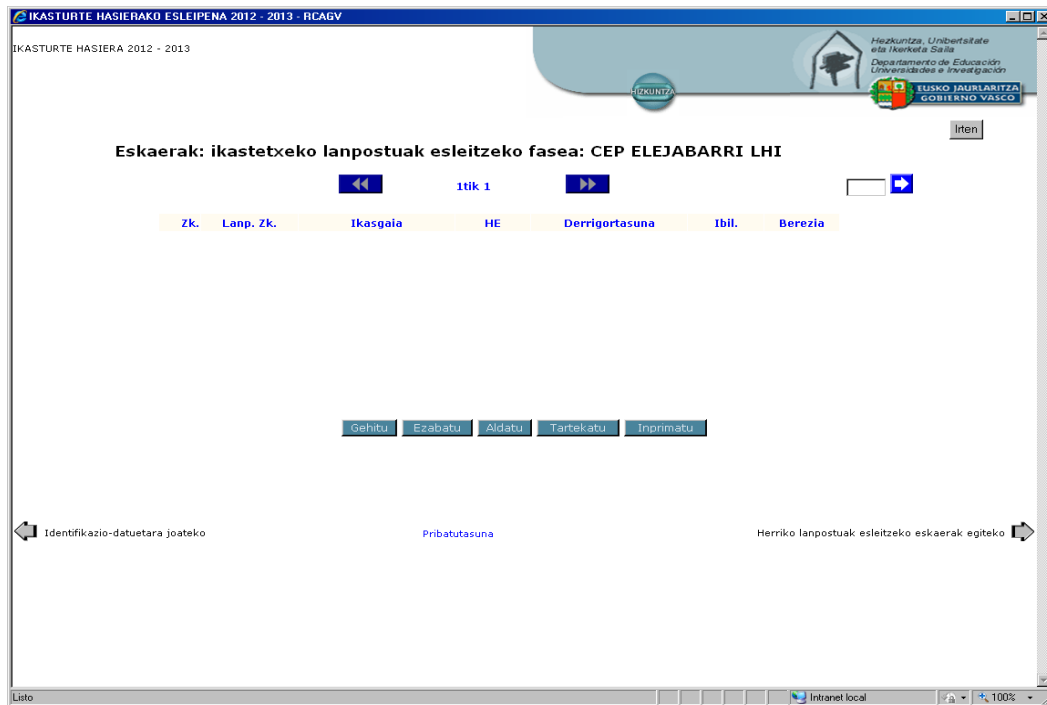 IKASTURTE HASIERAKO ESLEIPENA 2012 - 2013 - RCAGV
IKASTURTE HASIERA 2012 - 2013
Hezkuntza, Unibertsitate
eta Ikerketa Saila
Departamento de Educación
Universidades e Investigación
HIZKUNTZA
EUSKO JAURLARITZA
GOBIERNO VASCO
Irten
Eskaerak: ikastetxeko lanpostuak esleitzeko fasea: CEP ELEJABARRI LHI
1tik 1
Zk. Lanp. Zk. Ikasgaia HE Derrigortasuna Ibil. Berezia
Gehitu Ezabatu Aldatu Tartekatu Inprimatu
Identifikazio-datuetara joateko Pribatutasuna Herriko lanpostuak esleitzeko eskaerak egiteko
Listo Intranet local 100%